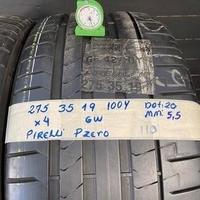 275 35 19 100Y DOT:20
x4 GW MM: 5,5
PIRELLI PZERO 110